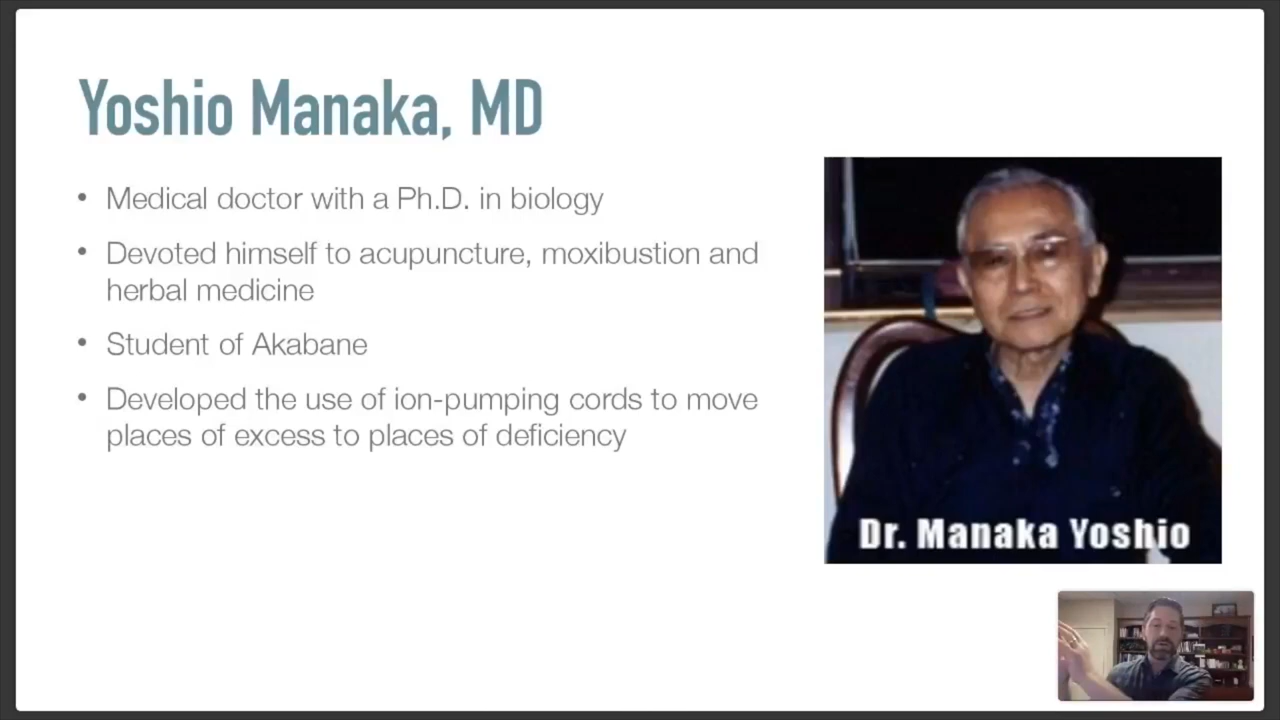 Yoshio Manaka, MD
• Medical doctor with a Ph.D. in biology
• Devoted himself to acupuncture, moxibustion and
herbal medicine
• Student of Akabane
• Developed the use of ion-pumping cords to move
places of excess to places of deficiency
Dr. Manaka Yoshio